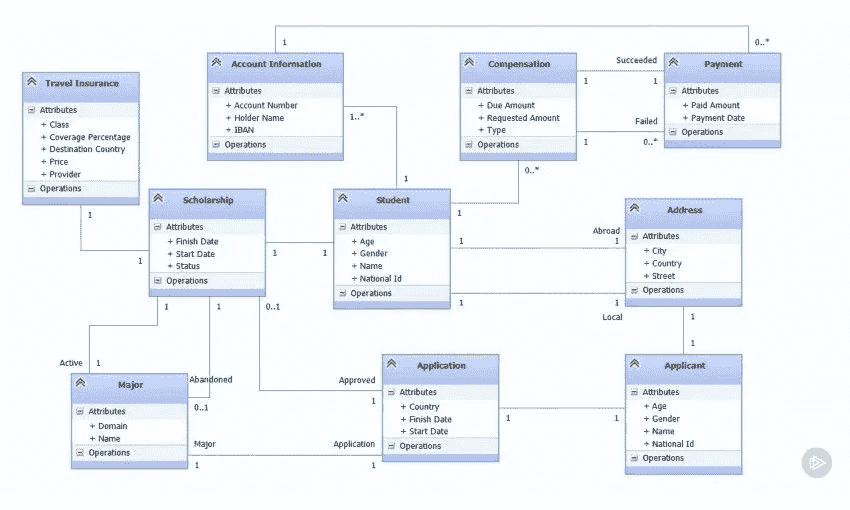 1
0..*
Travel Insurance
Attributes
+ Class
+ Coverage Percentage
+ Destination Country
+ Price
+ Provider
Operations
1
1
Account Information
Attributes
+ Account Number
+ Holder Name
+ IBAN
Operations
1..*
1
Compensation
Attributes
+ Due Amount
+ Requested Amount
+ Type
Operations
0..*
1
Succeeded
1
1
Failed
1
0..*
Payment
Attributes
+ Paid Amount
+ Payment Date
Operations
Scholarship
Attributes
+ Finish Date
+ Start Date
+ Status
Operations
1
1
Student
Attributes
+ Age
+ Gender
+ Name
+ National Id
Operations
Abroad
1
1
1
1
Local
Address
Attributes
+ City
+ Country
+ Street
Operations
1
1
1
1
0..1
Active
1
Abandoned
0..1
Major
Attributes
+ Domain
+ Name
Operations
Major
1
Application
1
Approved
1
Application
Attributes
+ Country
+ Finish Date
+ Start Date
Operations
1
1
Applicant
Attributes
+ Age
+ Gender
+ Name
+ National Id
Operations